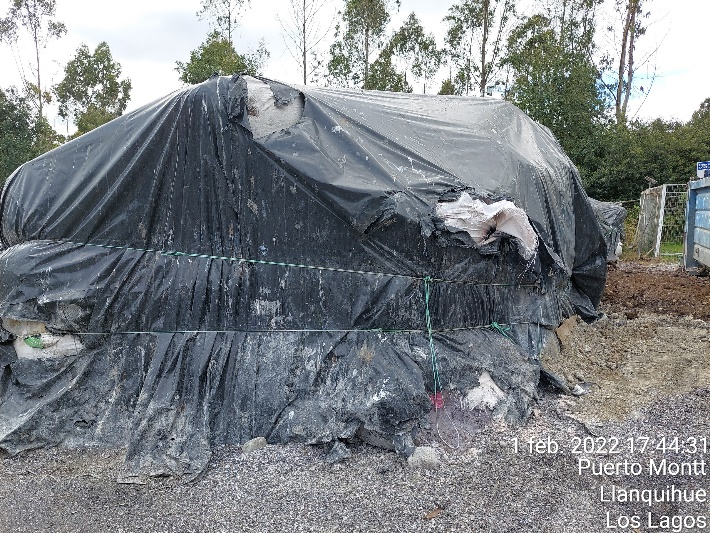 1 feb. 2022 17:44:31
Puerto Montt
Llanquihue
Los Lagos